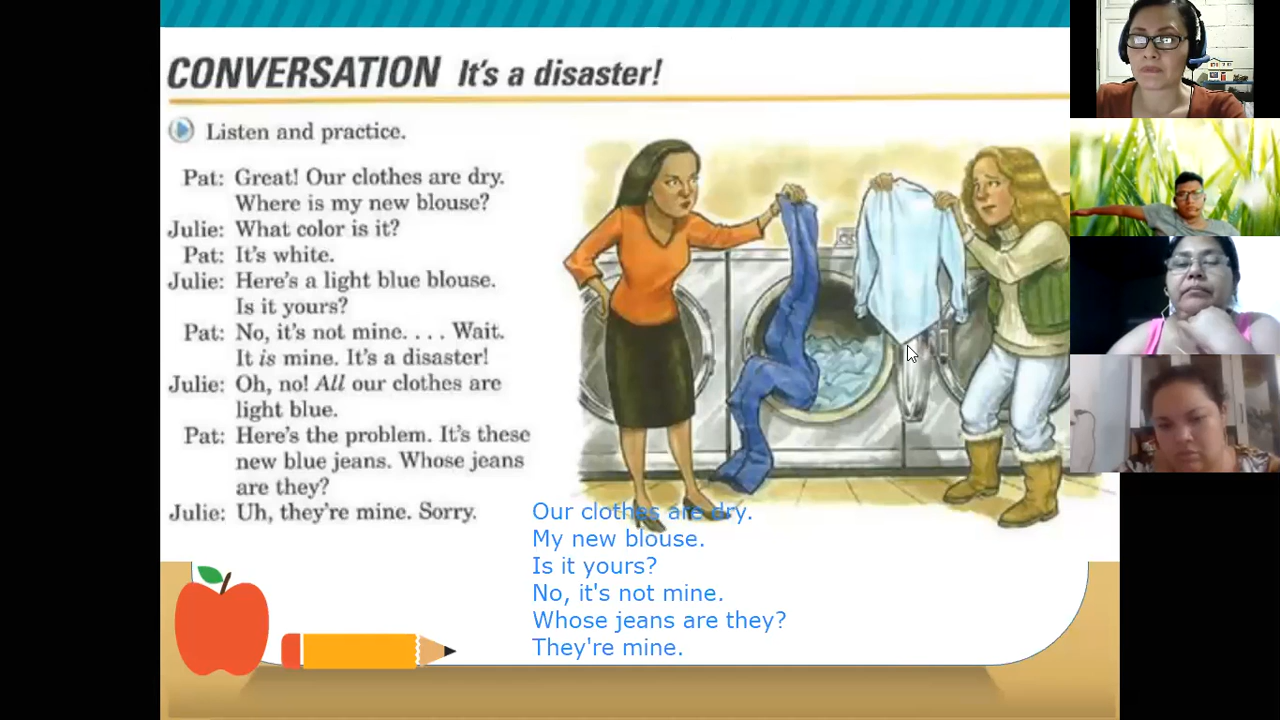 CONVERSATION It's a disaster!
Listen and practice.
Pat: Great! Our clothes are dry.
Where is my new blouse?
Julie: What color is it?
Pat: It's white.
Julie: Here's a light blue blouse.
Is it yours?
Pat: No, it's not mine. . . . Wait.
It is mine. It's a disaster!
Julie: Oh, no! All our clothes are
light blue.
Pat: Here's the problem. It's these
new blue jeans. Whose jeans
are they?
Julie: Uh, they're mine. Sorry.
Our clothes are dry.
My new blouse.
Is it yours?
No, it's not mine.
Whose jeans are they?
They're mine.